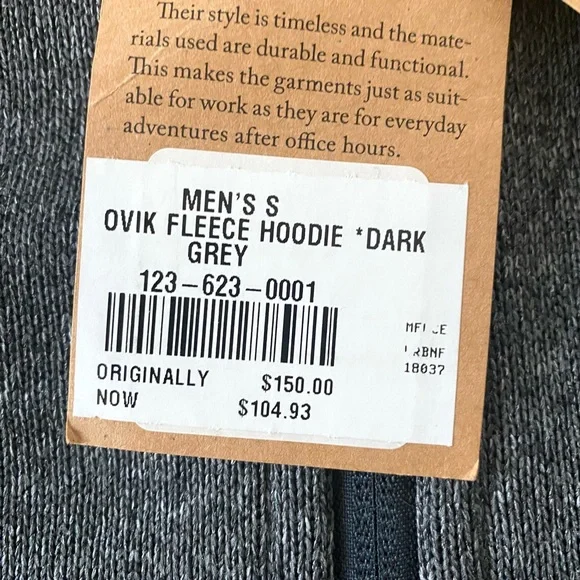 Their style is timeless and the mate-
rials used are durable and functional.
This makes the garments just as suit-
able for work as they are for everyday
adventures after office hours.
MEN'S S
OVIK FLEECE HOODIE *DARK
GREY
123-623-0001
18037
ORIGINALLY $150.00
NOW $104.93